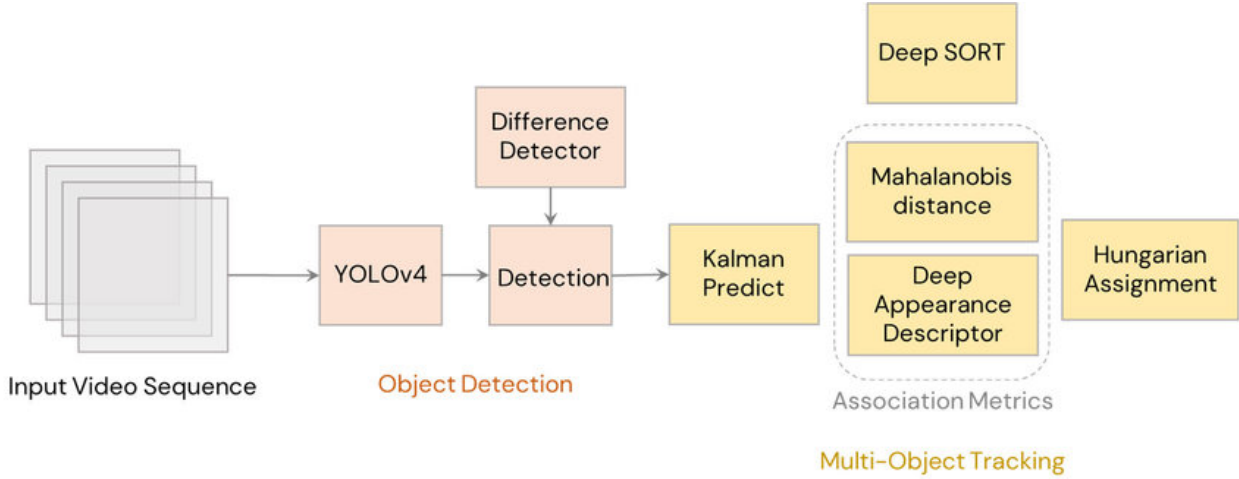 Deep SORT
Difference
Detector
Mahalanobis
distance
YOLOv4
Detection
Kalman
Predict
Deep
Appearance
Descriptor
Hungarian
Assignment
Input Video Sequence
Object Detection
Association Metrics
Multi-Object Tracking